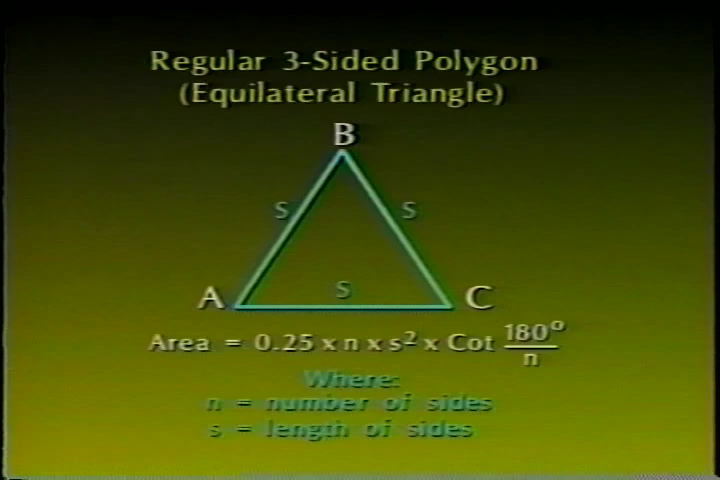 Regular 3-Sided Polygon
(Equilateral Triangle)
B
s s
s
A C
Area = 0.25 x n x s² x Cot 180°/n
Where:
n = number of sides
s = length of sides